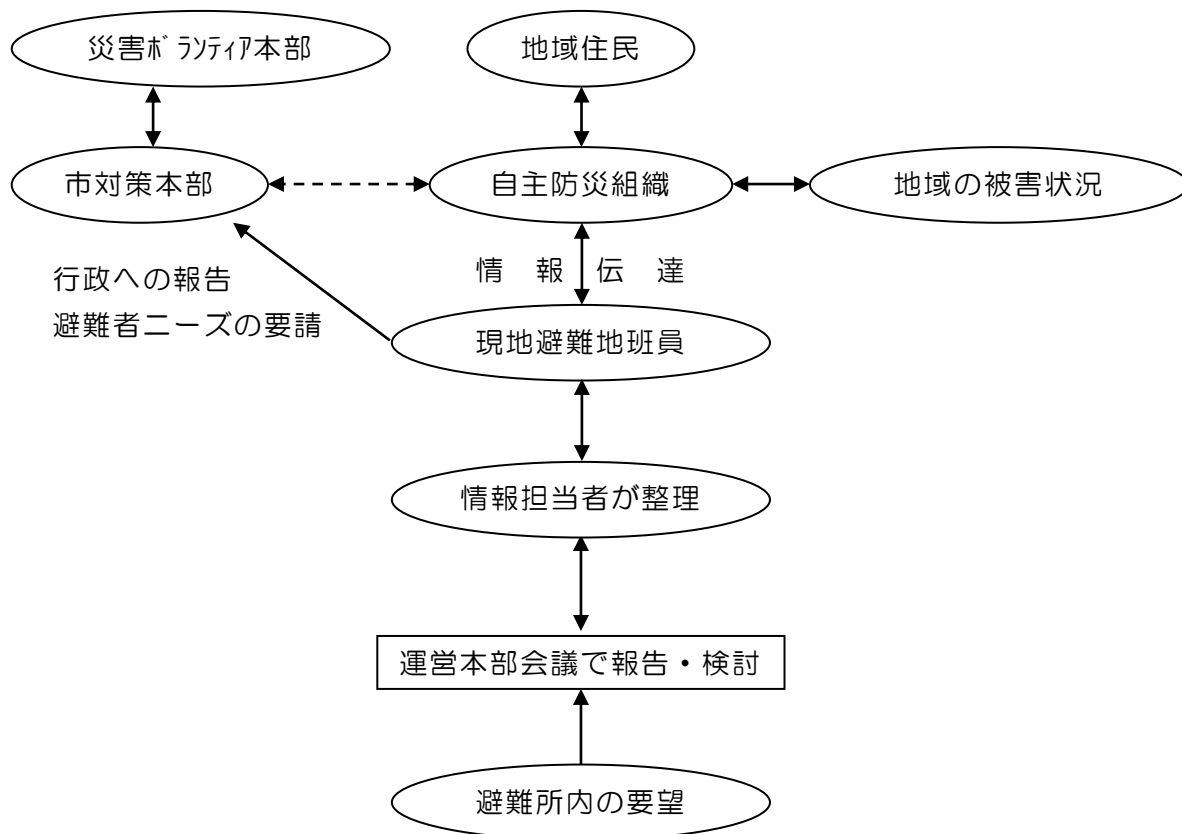 災害ﾎﾞﾗﾝﾃｨｱ本部
地域住民
市対策本部
自主防災組織
地域の被害状況
行政への報告
避難者ニーズの要請
情　報　伝　達
現地避難地班員
情報担当者が整理
運営本部会議で報告・検討
避難所内の要望